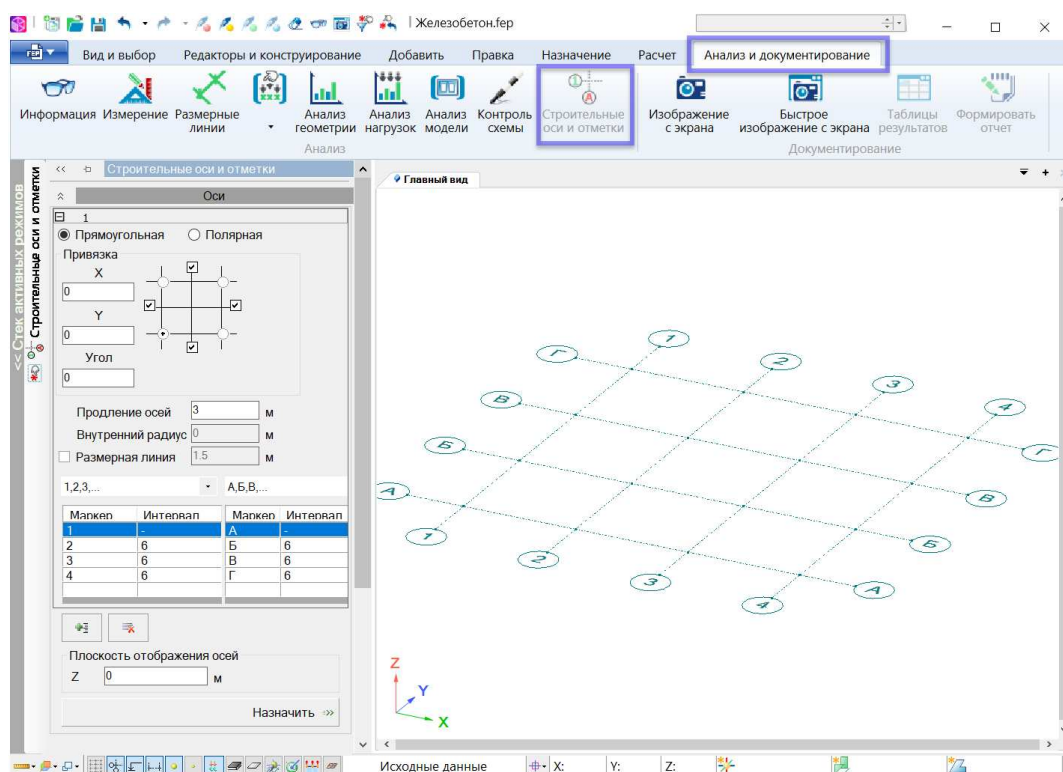 Железобетон.fep
Вид и выбор Редакторы и конструирование Добавить Правка Назначение Расчет Анализ и документирование
Информация Измерение Размерные линии Анализ геометрии Анализ нагрузок Анализ модели Контроль схемы Строительные оси и отметки Изображение с экрана Быстрое изображение с экрана Таблицы результатов Формировать отчет
Анализ Документирование
<< Стек активных режимов
Строительные оси и отметки
<< Строительные оси и отметки
Главный вид
Оси
1
Прямоугольная Полярная
Привязка
X
0
Y
0
Угол
0
Продление осей 3 м
Внутренний радиус 0 м
Размерная линия 1.5 м
1,2,3,... А,Б,В,...
Маркер Интервал Маркер Интервал
1 - А -
2 6 Б 6
3 6 В 6
4 6 Г 6
Плоскость отображения осей
Z 0 м
Назначить
1
Г
2
3
В
4
Б
Г
А
В
1
Б
2
3
А
4
Z
Y
X
Исходные данные X: Y: Z: